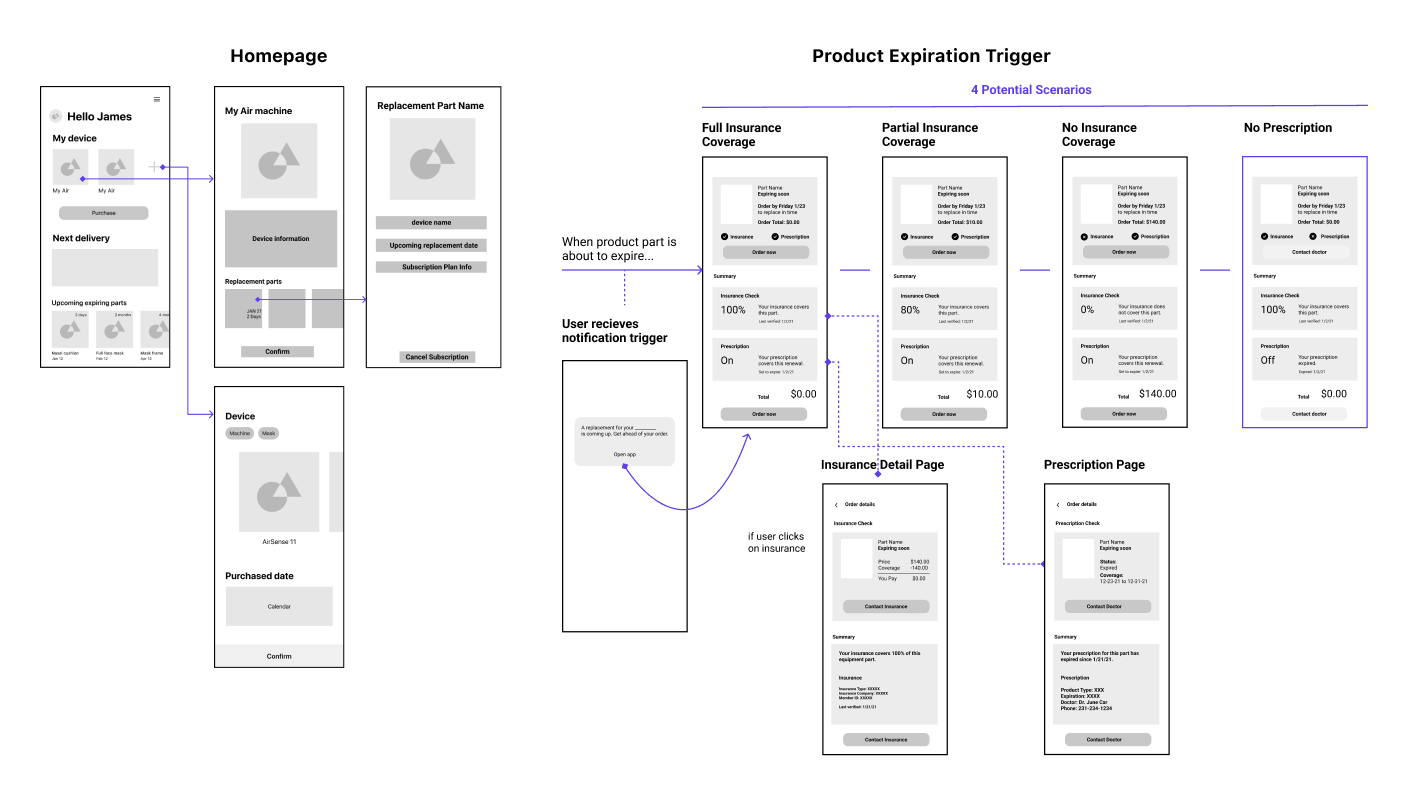 Homepage
Hello James
My device
My Air
My Air
Purchase
Next delivery
Upcoming expiring parts
3 days
2 months
4 mon
Nasal cushion
Jan 12
Full face mask
Feb 12
Mask frame
Apr 12
My Air machine
Device information
Replacement parts
JAN 21
2 Days
Confirm
Replacement Part Name
device name
Upcoming replacement date
Subscription Plan Info
Cancel Subscription
Device
Machine
Mask
AirSense 11
Purchased date
Calendar
Confirm
Product Expiration Trigger
4 Potential Scenarios
When product part is
about to expire...
User recieves
notification trigger
A replacement for your ________
is coming up. Get ahead of your order.
Open app
Full Insurance
Coverage
Part Name
Expiring soon
Order by Friday 1/23
to replace in time
Order Total: $0.00
Insurance
Prescription
Order now
Summary
Insurance Check
100%
Your insurance covers
this part.
Last verified: 1/2/21
Prescription
On
Your prescription
covers this renewal.
Set to expire: 1/2/21
Total
$0.00
Order now
Partial Insurance
Coverage
Part Name
Expiring soon
Order by Friday 1/23
to replace in time
Order Total: $10.00
Insurance
Prescription
Order now
Summary
Insurance Check
80%
Your insurance covers
this part.
Last verified: 1/2/21
Prescription
On
Your prescription
covers this renewal.
Set to expire: 1/2/21
Total
$10.00
Order now
No Insurance
Coverage
Part Name
Expiring soon
Order by Friday 1/23
to replace in time
Order Total: $140.00
Insurance
Prescription
Order now
Summary
Insurance Check
0%
Your insurance does
not cover this part.
Last verified: 1/2/21
Prescription
On
Your prescription
covers this renewal.
Set to expire: 1/2/21
Total
$140.00
Order now
No Prescription
Part Name
Expiring soon
Order by Friday 1/23
to replace in time
Order Total: $0.00
Insurance
Prescription
Contact doctor
Summary
Insurance Check
100%
Your insurance covers
this part.
Last verified: 1/2/21
Prescription
Off
Your prescription
expired.
Expired: 1/2/21
Total
$0.00
Contact doctor
if user clicks
on insurance
Insurance Detail Page
Order details
Insurance Check
Part Name
Expiring soon
Price $140.00
Coverage -140.00
You Pay $0.00
Contact Insurance
Summary
Your insurance covers 100% of this
equipment part.
Insurance
Insurance Type: XXXXX
Insurance Company: XXXXX
Member ID: XXXXX
Last verified: 1/21/21
Contact Insurance
Prescription Page
Order details
Prescription Check
Part Name
Expiring soon
Status:
Expired
Coverage:
12-23-21 to 12-31-21
Contact Doctor
Summary
Your prescription for this part has
expired since 1/21/21.
Prescription
Product Type: XXX
Expiration: XXXX
Doctor: Dr. June Car
Phone: 231-234-1234
Contact Doctor